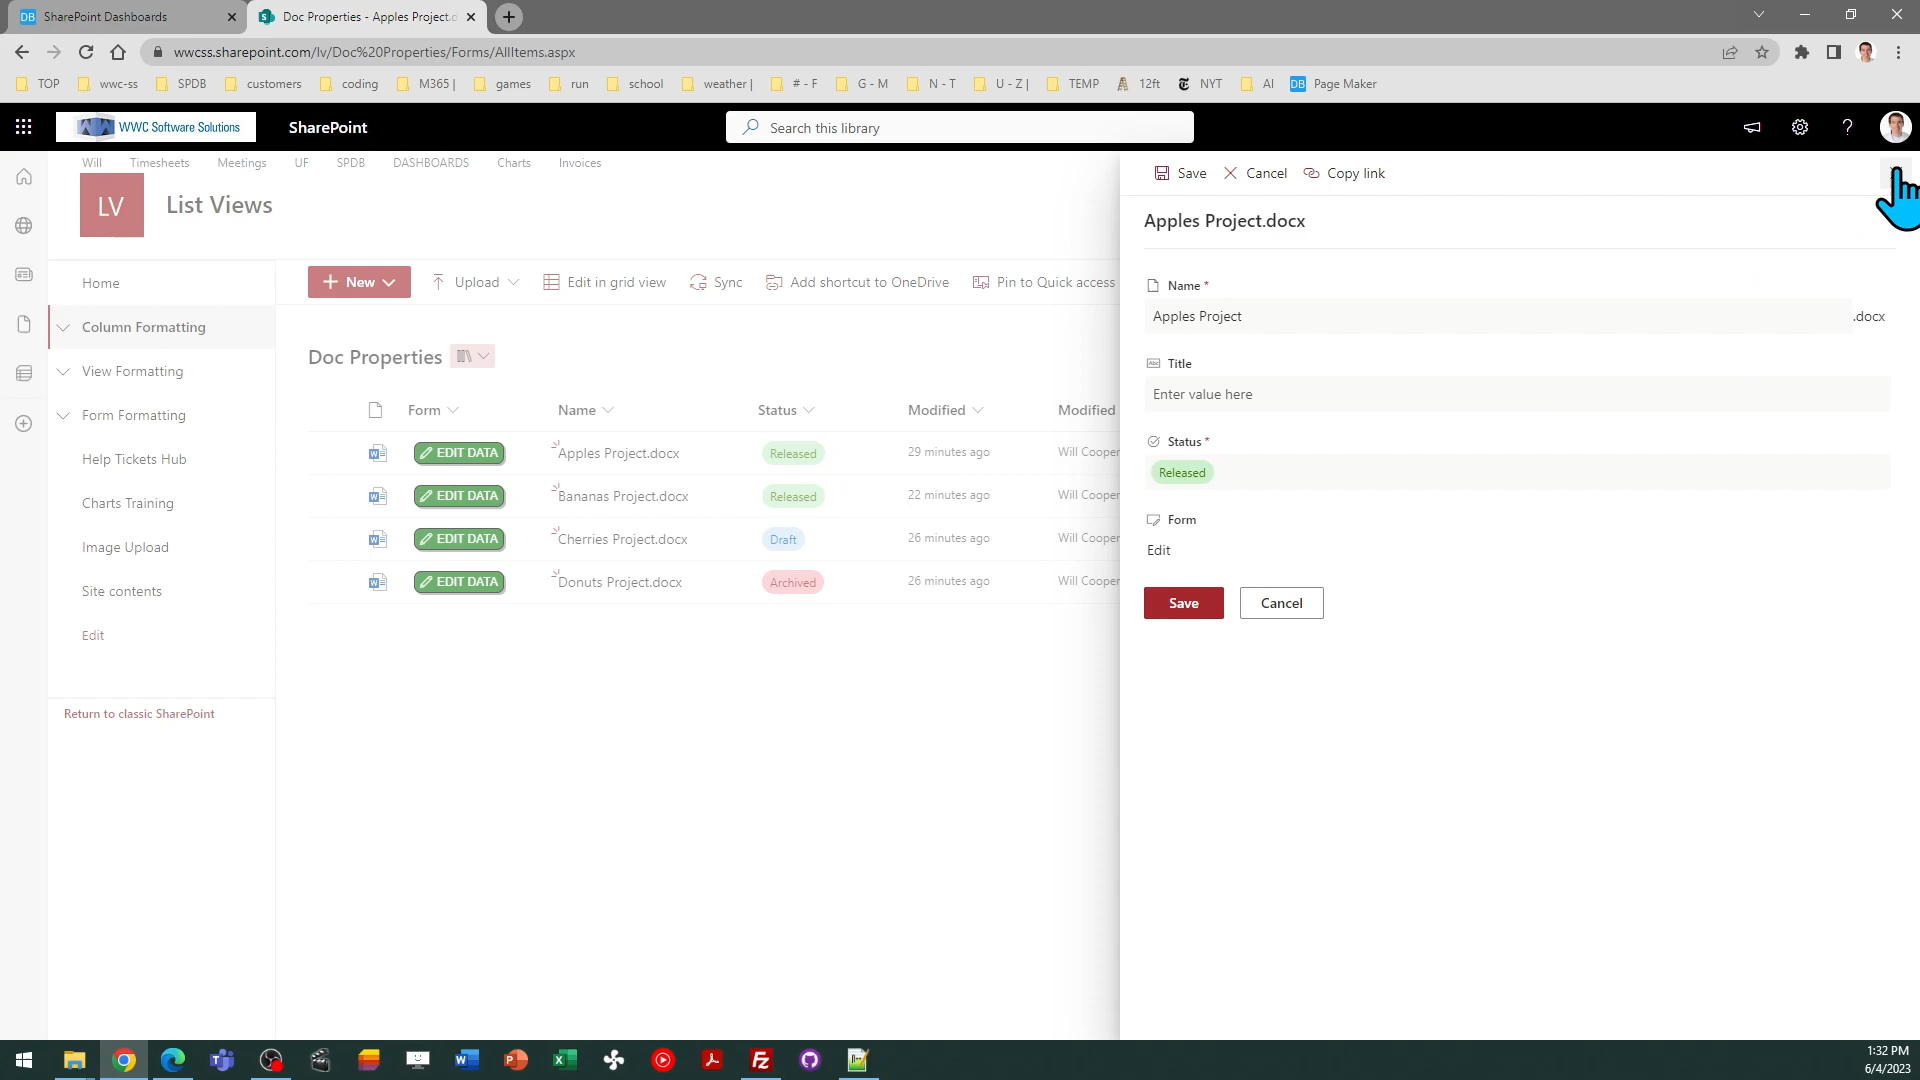 DB SharePoint Dashboards
S Doc Properties - Apples Project.d
wwcss.sharepoint.com/lv/Doc%20Properties/Forms/AllItems.aspx
TOP wwc-ss SPDB customers coding M365 | games run school weather | # - F G - M N - T U - Z | TEMP 12ft NYT AI DB Page Maker
WWC Software Solutions SharePoint Search this library ?
Will Timesheets Meetings UF SPDB DASHBOARDS Charts Invoices
LV List Views
Home
Column Formatting
View Formatting
Form Formatting
Help Tickets Hub
Charts Training
Image Upload
Site contents
Edit
Return to classic SharePoint
New Upload Edit in grid view Sync Add shortcut to OneDrive Pin to Quick access
Doc Properties
Form Name Status Modified Modified
EDIT DATA Apples Project.docx Released 29 minutes ago Will Cooper
EDIT DATA Bananas Project.docx Released 22 minutes ago Will Cooper
EDIT DATA Cherries Project.docx Draft 26 minutes ago Will Cooper
EDIT DATA Donuts Project.docx Archived 26 minutes ago Will Cooper
Save Cancel Copy link
Apples Project.docx
Name *
Apples Project .docx
Abc Title
Enter value here
Status *
Released
Form
Edit
Save Cancel
1:32 PM
6/4/2023